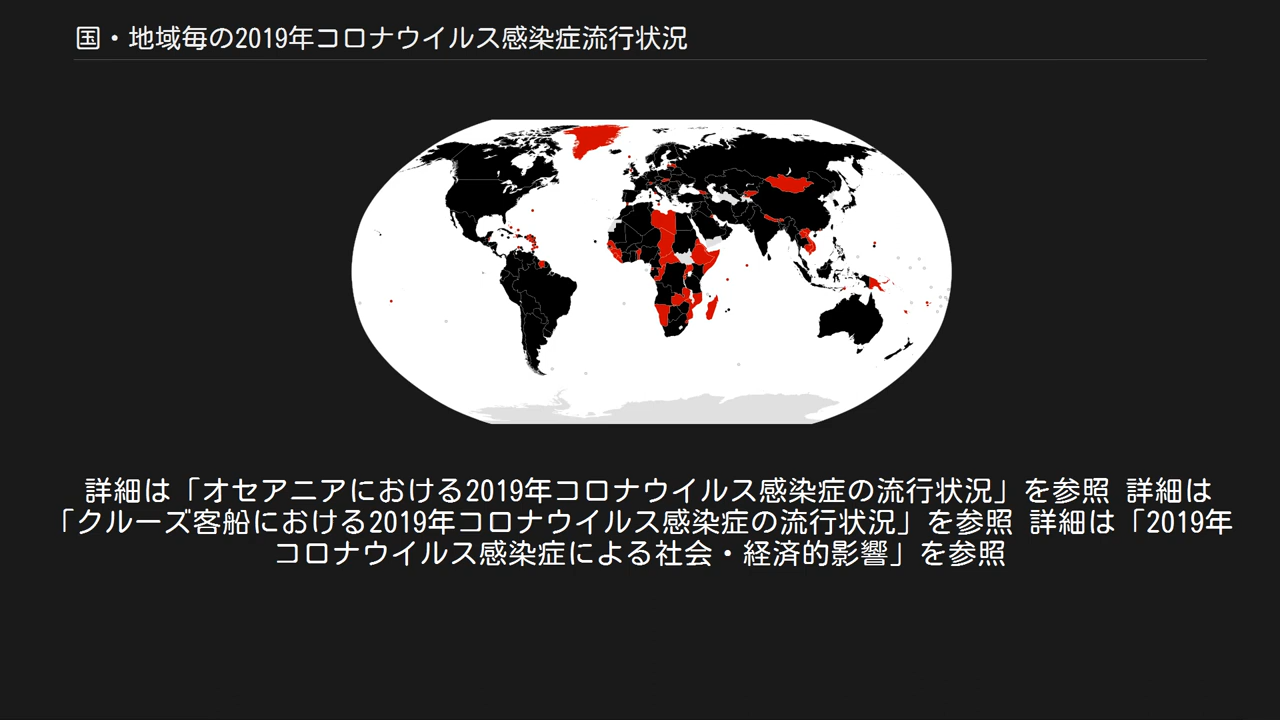 国・地域毎の2019年コロナウイルス感染症流行状況
詳細は「オセアニアにおける2019年コロナウイルス感染症の流行状況」を参照 詳細は
「クルーズ客船における2019年コロナウイルス感染症の流行状況」を参照 詳細は「2019年
コロナウイルス感染症による社会・経済的影響」を参照